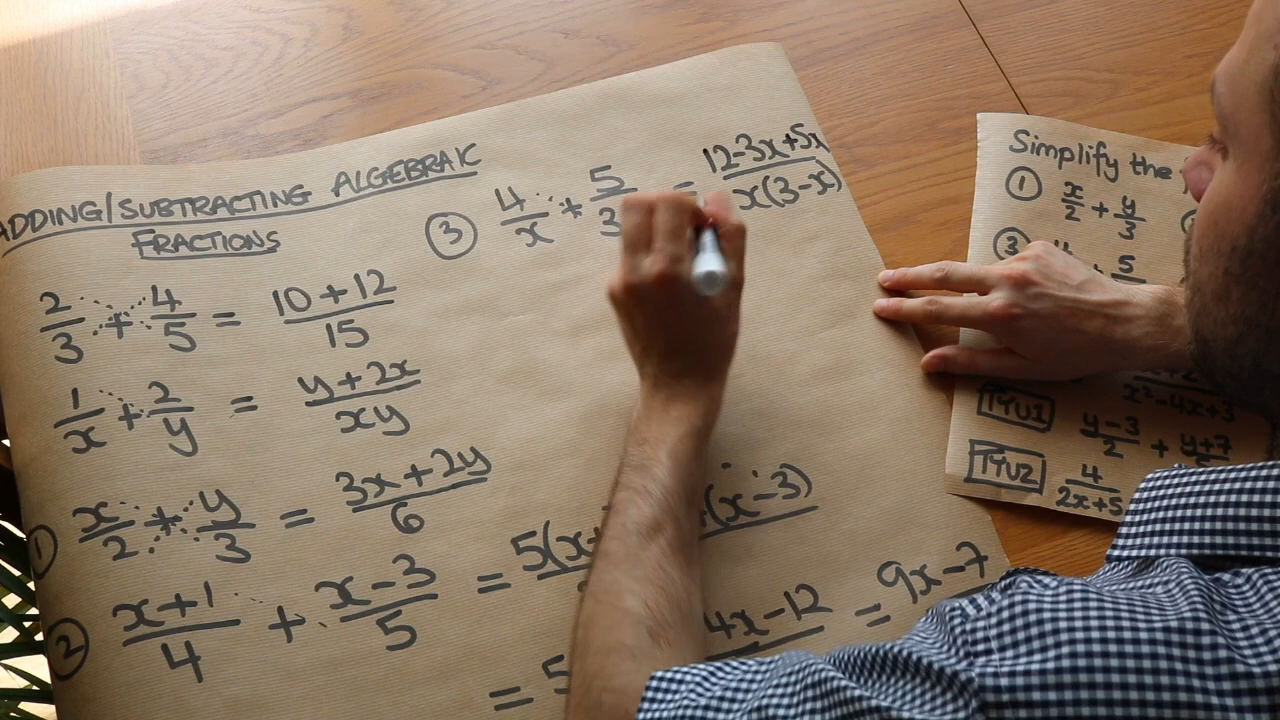 ADDING/SUBTRACTING ALGEBRAIC
FRACTIONS
2/3 + 4/5 = 10+12/15
1/x + 2/y = y+2x/xy
① x/2 + y/3 = 3x+2y/6
② x+1/4 + x-3/5 = 5(x (x-3)
= 5 4x-12 = 9x-7
③ 4/x + 5/3 = 12-3x+5x/x(3-x)
Simplify the
① x/2 + y/3
③ 5
x²-4x+3
TYU1 y-3/2 + y+7
TYU2 4/2x+5